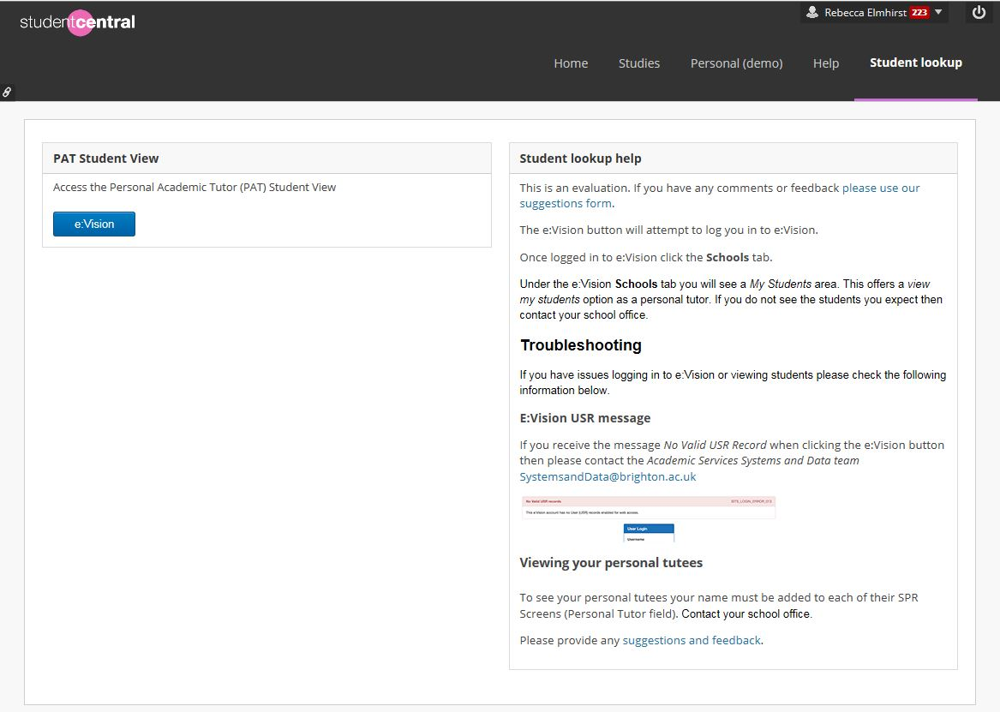 studentcentral
Rebecca Elmhirst 223
Home
Studies
Personal (demo)
Help
Student lookup
PAT Student View
Access the Personal Academic Tutor (PAT) Student View
e:Vision
Student lookup help
This is an evaluation. If you have any comments or feedback please use our
suggestions form.
The e:Vision button will attempt to log you in to e:Vision.
Once logged in to e:Vision click the Schools tab.
Under the e:Vision Schools tab you will see a My Students area. This offers a view
my students option as a personal tutor. If you do not see the students you expect then
contact your school office.
Troubleshooting
If you have issues logging in to e:Vision or viewing students please check the following
information below.
E:Vision USR message
If you receive the message No Valid USR Record when clicking the e:Vision button
then please contact the Academic Services Systems and Data team
SystemsandData@brighton.ac.uk
No Valid USR records
SITS_LOGIN_ERROR_013
This e:Vision account has no User (USR) records enabled for web access.
User Login
Username
Viewing your personal tutees
To see your personal tutees your name must be added to each of their SPR
Screens (Personal Tutor field). Contact your school office.
Please provide any suggestions and feedback.